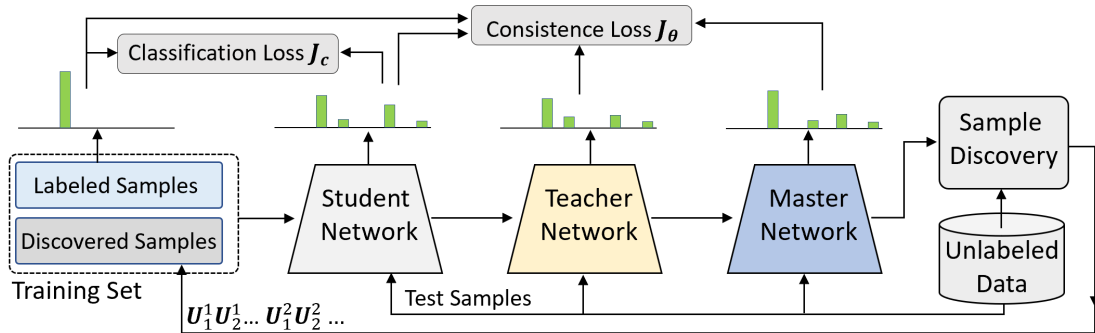 Classification Loss J_c
Consistence Loss J_θ
Labeled Samples
Discovered Samples
Training Set
Student
Network
Teacher
Network
Master
Network
Sample
Discovery
Unlabeled
Data
Test Samples
U_1^1 U_2^1 ... U_1^2 U_2^2 ...